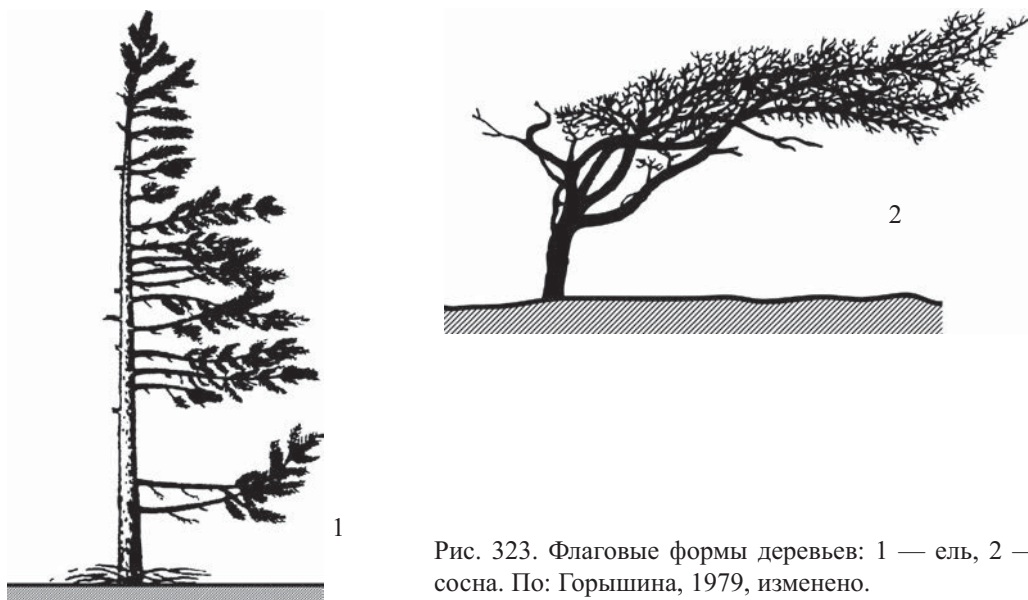 2
1
Рис. 323. Флаговые формы деревьев: 1 — ель, 2 —
сосна. По: Горышина, 1979, изменено.